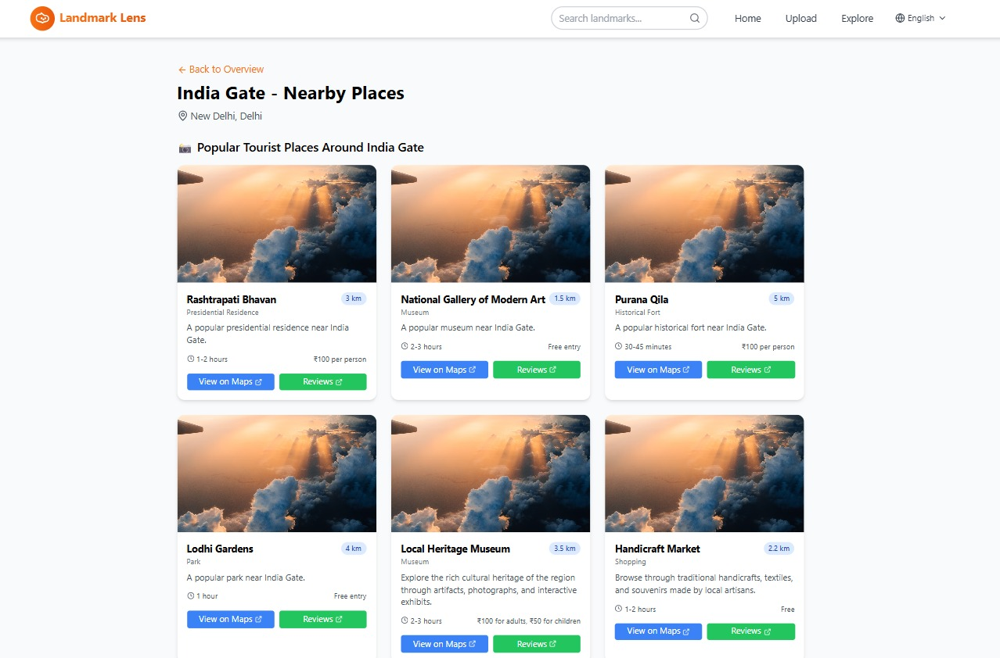 Landmark Lens
Search landmarks...
Home
Upload
Explore
English
Back to Overview
India Gate - Nearby Places
New Delhi, Delhi
Popular Tourist Places Around India Gate
Rashtrapati Bhavan
3 km
Presidential Residence
A popular presidential residence near India
Gate.
1-2 hours
₹100 per person
View on Maps
Reviews
National Gallery of Modern Art
1.5 km
Museum
A popular museum near India Gate.
2-3 hours
Free entry
View on Maps
Reviews
Purana Qila
5 km
Historical Fort
A popular historical fort near India Gate.
30-45 minutes
₹100 per person
View on Maps
Reviews
Lodhi Gardens
4 km
Park
A popular park near India Gate.
1 hour
Free entry
View on Maps
Reviews
Local Heritage Museum
3.5 km
Museum
Explore the rich cultural heritage of the region
through artifacts, photographs, and interactive
exhibits.
2-3 hours
₹100 for adults, ₹50 for children
View on Maps
Reviews
Handicraft Market
2.2 km
Shopping
Browse through traditional handicrafts, textiles,
and souvenirs made by local artisans.
1-2 hours
Free
View on Maps
Reviews